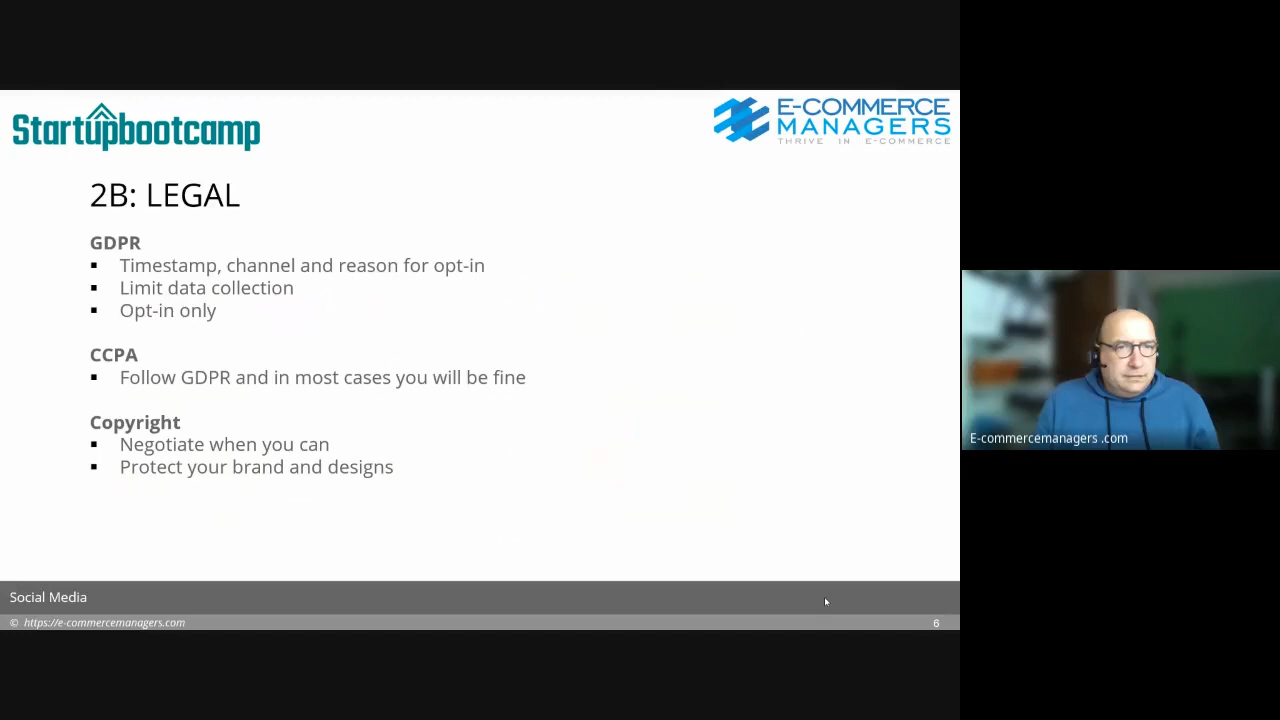 Startupbootcamp
E-COMMERCE
MANAGERS
THRIVE IN E-COMMERCE
2B: LEGAL
GDPR
▪ Timestamp, channel and reason for opt-in
▪ Limit data collection
▪ Opt-in only
CCPA
▪ Follow GDPR and in most cases you will be fine
Copyright
▪ Negotiate when you can
▪ Protect your brand and designs
E-commercemanagers .com
Social Media
© https://e-commercemanagers.com
6